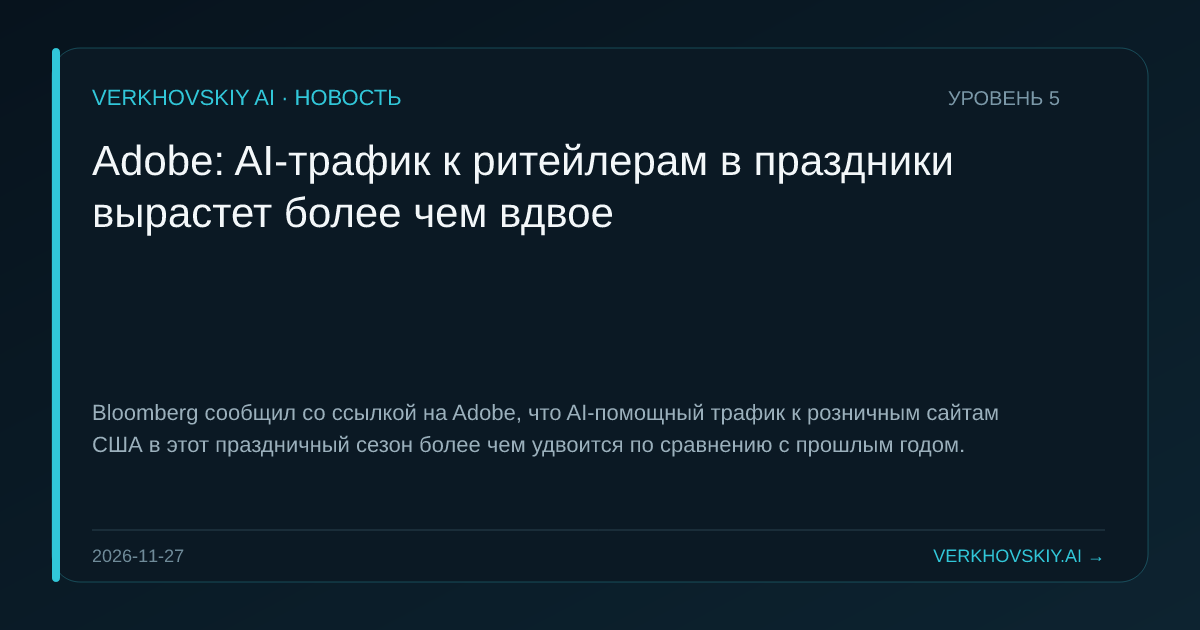 VERKHOVSKIY AI · НОВОСТЬ
УРОВЕНЬ 5
Adobe: AI-трафик к ритейлерам в праздники
вырастет более чем вдвое
Bloomberg сообщил со ссылкой на Adobe, что AI-помощный трафик к розничным сайтам
США в этот праздничный сезон более чем удвоится по сравнению с прошлым годом.
2026-11-27
VERKHOVSKIY.AI →